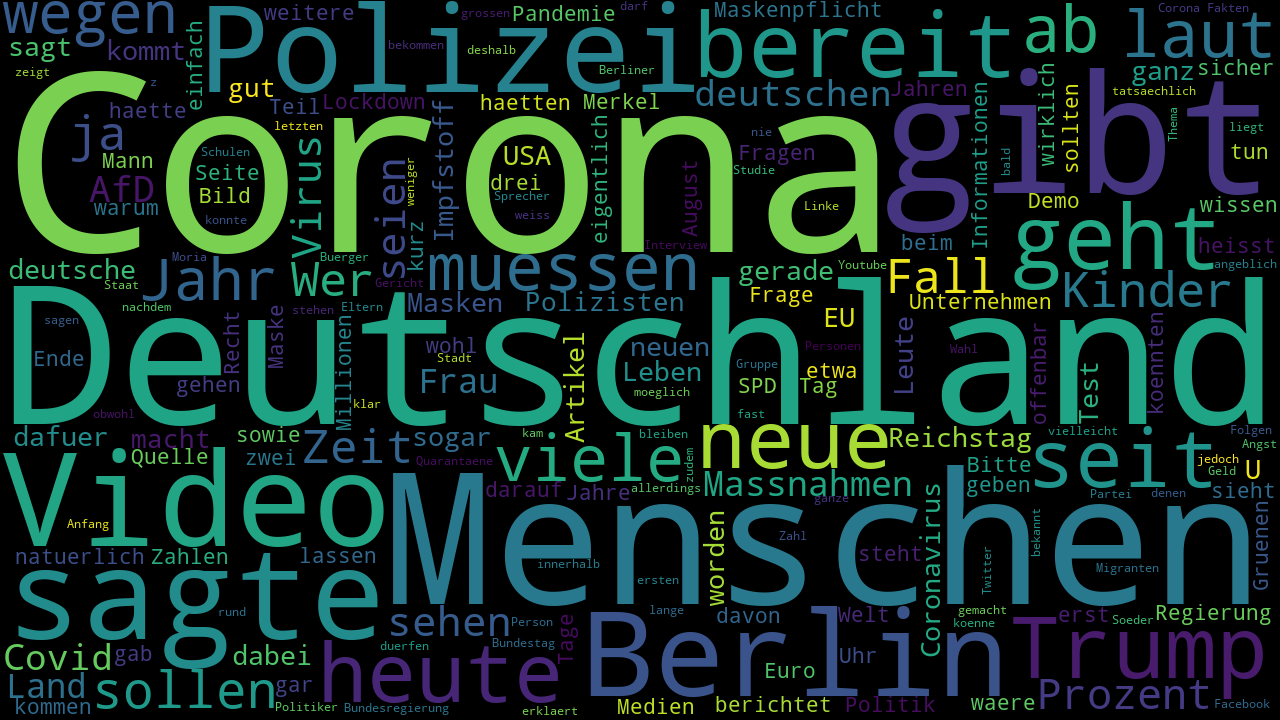 wegen
sagt
kommt
zeigt
z
weitere
einfach
Polizei
bekommen
grossen
deshalb
Pandemie
darf
Berliner
Maskenpflicht
bereit
ab
laut
Corona Fakten
ganz
sicher
gut
haette
Teil
Lockdown
letzten
haetten
Merkel
deutschen
Jahren
tatsaechlich
ja
Mann
AfD
warum
Corona
Schulen
Seite
Bild
konnte
Virus
seien
weniger
kurz
Impfstoff
USA
drei
Sprecher
weiss
eigentlich
Interview
August
nie
Fragen
Studie
Linke
gibt
Informationen
bald
wirklich
sollten
Thema
liegt
tun
Demo
wissen
beim
geht
heisst
angeblich
deutsche
Staat
nachdem
Moria
Jahr
Wer
Buerger
Eltern
Gericht
stehen
muessen
Masken
Polizisten
gerade
Frage
Youtube
EU
Fall
Unternehmen
Kinder
Deutschland
sagen
Ende
gehen
Recht
Maske
Millionen
klar
obwohl
wohl
Stadt
Frau
Artikel
neuen
Leben
moeglich
Gruppe
SPD
Tag
fast
Personen
etwa
Leute
Wahl
offenbar
Test
koennten
dafuer
macht
Quelle
sowie
zwei
Zeit
sogar
Quarantaene
kam
viele
bleiben
allerdings
zudem
neue
Reichstag
vielleicht
Bitte
geben
seit
Folgen
Angst
jedoch
Geld
U
sieht
Video
Anfang
darauf
Jahre
Massnahmen
ganze
Partei
denen
natuerlich
Zahlen
lassen
Menschen
innerhalb
ersten
worden
Zahl
steht
Coronavirus
Twitter
bekannt
Migranten
Gruenen
sagte
rund
sehen
Person
Bundestag
duerfen
Tage
lange
davon
Welt
gemacht
koenne
erst
Soeder
Regierung
Covid
gab
dabei
heute
Berlin
Euro
Uhr
Trump
Land
kommen
sollen
gar
Politiker
Bundesregierung
erklaert
Medien
berichtet
Politik
waere
Prozent
Facebook